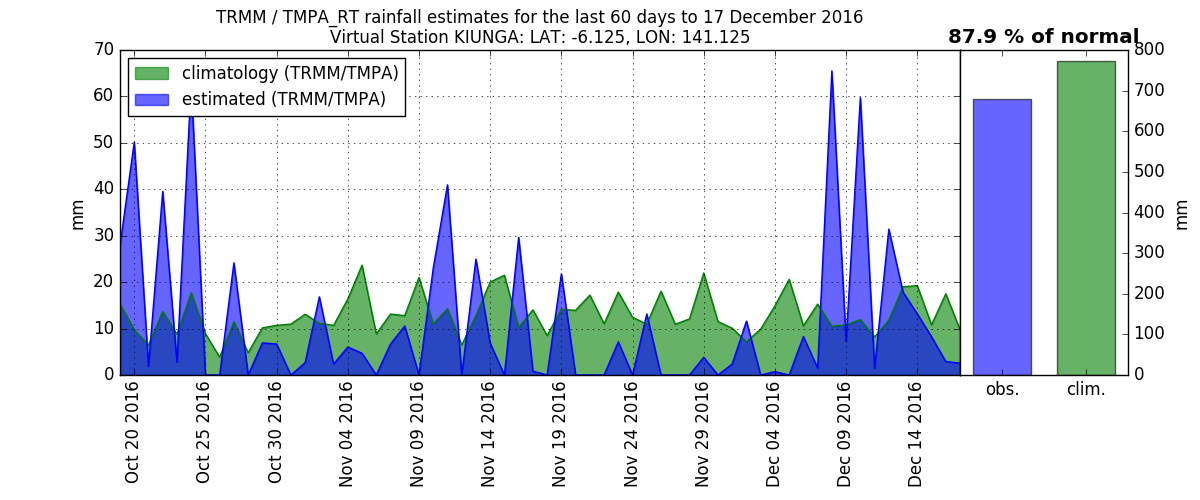 TRMM / TMPA_RT rainfall estimates for the last 60 days to 17 December 2016
Virtual Station KIUNGA: LAT: -6.125, LON: 141.125
87.9 % of normal
climatology (TRMM/TMPA)
estimated (TRMM/TMPA)
70
60
50
40
30
20
10
0
mm
800
700
600
500
400
300
200
100
0
mm
Oct 20 2016
Oct 25 2016
Oct 30 2016
Nov 04 2016
Nov 09 2016
Nov 14 2016
Nov 19 2016
Nov 24 2016
Nov 29 2016
Dec 04 2016
Dec 09 2016
Dec 14 2016
obs.
clim.